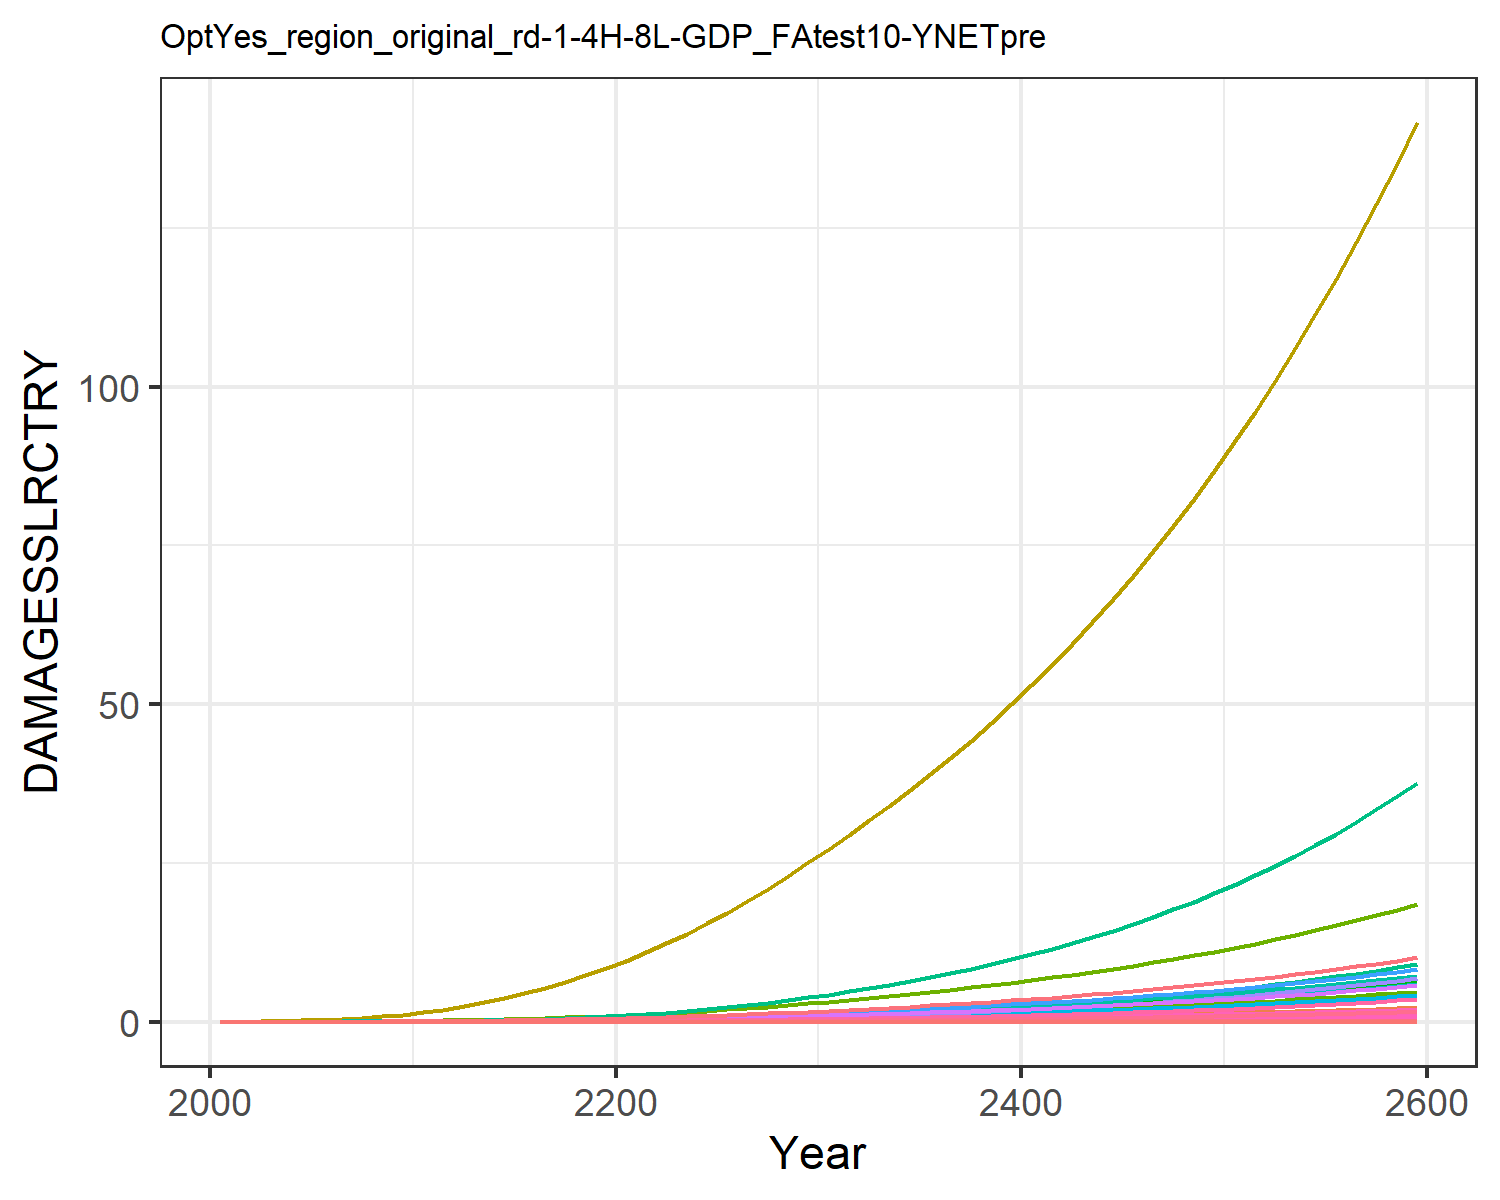 OptYes_region_original_rd-1-4H-8L-GDP_FAtest10-YNETpre
DAMAGESSLRCTRY
100
50
0
2000
2200
2400
2600
Year